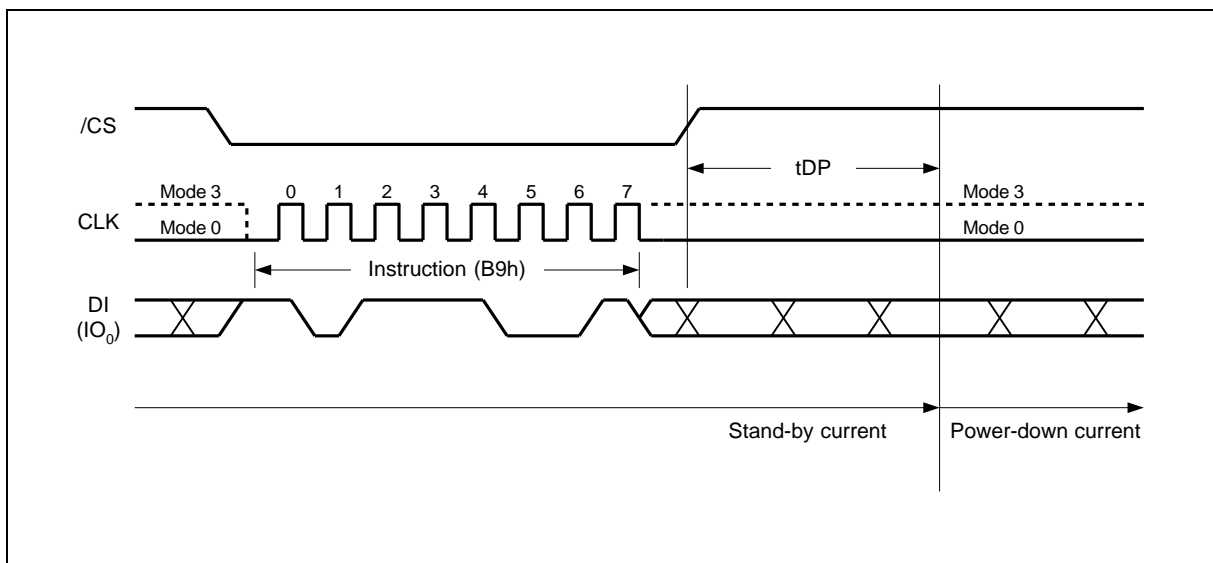 /CS
tDP
Mode 3 0 1 2 3 4 5 6 7 Mode 3
CLK
Mode 0 Mode 0
Instruction (B9h)
DI
(IO0)
Stand-by current Power-down current